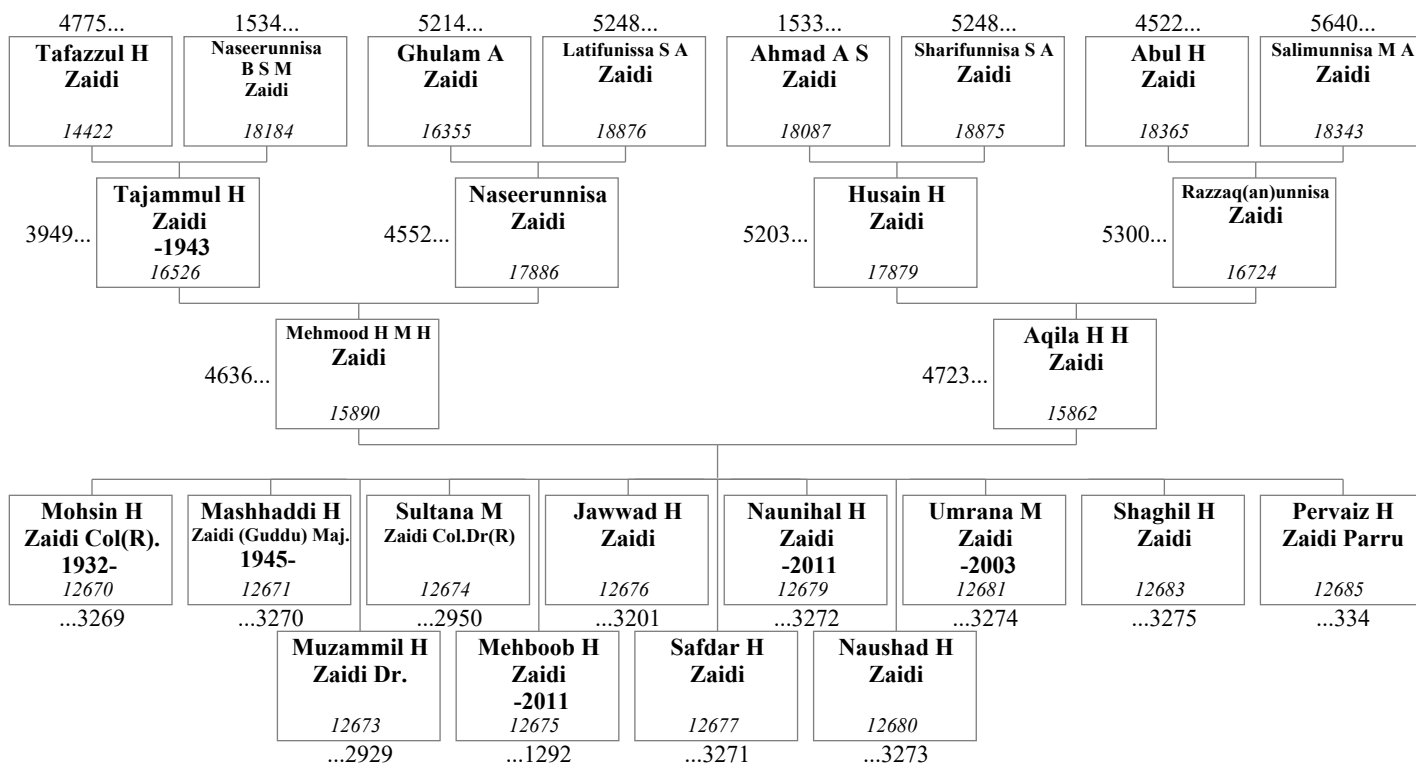 4775...
Tafazzul H
Zaidi
14422
1534...
Naseerunnisa
B S M
Zaidi
18184
5214...
Ghulam A
Zaidi
16355
5248...
Latifunissa S A
Zaidi
18876
1533...
Ahmad A S
Zaidi
18087
5248...
Sharifunnisa S A
Zaidi
18875
4522...
Abul H
Zaidi
18365
5640...
Salimunnisa M A
Zaidi
18343
3949...
Tajammul H
Zaidi
-1943
16526
4552...
Naseerunnisa
Zaidi
17886
5203...
Husain H
Zaidi
17879
5300...
Razzaq(an)unnisa
Zaidi
16724
4636...
Mehmood H M H
Zaidi
15890
4723...
Aqila H H
Zaidi
15862
Mohsin H
Zaidi Col(R).
1932-
12670
...3269
Mashhaddi H
Zaidi (Guddu) Maj.
1945-
12671
...3270
Sultana M
Zaidi Col.Dr(R)
12674
...2950
Jawwad H
Zaidi
12676
...3201
Naunihal H
Zaidi
-2011
12679
...3272
Umrana M
Zaidi
-2003
12681
...3274
Shaghil H
Zaidi
12683
...3275
Pervaiz H
Zaidi Parru
12685
...334
Muzammil H
Zaidi Dr.
12673
...2929
Mehboob H
Zaidi
-2011
12675
...1292
Safdar H
Zaidi
12677
...3271
Naushad H
Zaidi
12680
...3273